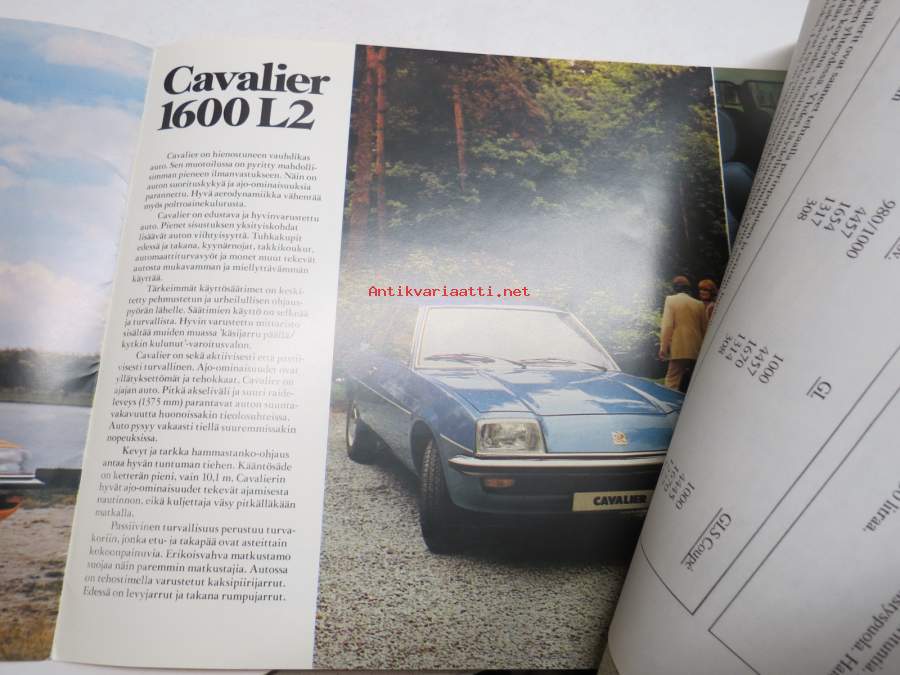 Cavalier
1600 L2
Cavalier on hienostuneen vauhdikas
auto. Sen muotoilussa on pyritty mahdolli-
simman pieneen ilmanvastukseen. Näin on
auton suorituskykyä ja ajo-ominaisuuksia
parannettu. Hyvä aerodynamiikka vähentää
myös polttoainekulutusta.
Cavalier on edustava ja hyvinvarustettu
auto. Pienet sisustuksen yksityiskohdat
lisäävät auton viihtyisyyttä. Tuhkakupit
edessä ja takana, kyynärnojat, takkikoukut,
automaattiturvavyöt ja monet muut tekevät
autosta mukavamman ja miellyttävämmän
käyttää.
Tärkeimmät käyttösäätimet on keski-
tetty pehmustetun ja urheilullisen ohjaus-
pyörän lähelle. Säätimien käyttö on selkeää
ja turvallista. Hyvin varustettu mittaristo
sisältää muiden muassa 'käsijarru päällä/
kytkin kulunut'-varoitusvalon.
Cavalier on sekä aktiivisesti että passii-
visesti turvallinen. Ajo-ominaisuudet ovat
yllätyksettömät ja tehokkaat. Cavalier on
ajajan auto. Pitkä akseliväli ja suuri raide-
leveys (1375 mm) parantavat auton suunta-
vakavuutta huonoissakin tieolosuhteissa.
Auto pysyy vakaasti tiellä suuremmissakin
nopeuksissa.
Kevyt ja tarkka hammastanko-ohjaus
antaa hyvän tuntuman tiehen. Kääntösäde
on ketterän pieni, vain 10,1 m. Cavalierin
hyvät ajo-ominaisuudet tekevät ajamisesta
nautinnon, eikä kuljettaja väsy pitkälläkään
matkalla.
Passiivinen turvallisuus perustuu turva-
koriin, jonka etu- ja takapää ovat asteittain
kokoonpainuvia. Erikoisvahva matkustamo
suojaa näin paremmin matkustajia. Autossa
on tehostimella varustetut kaksipiirijarrut.
Edessä on levyjarrut ja takana rumpujarrut.
Antikvariaatti.net
CAVALIER
980/1000
4457
1654
1317
308
GL
1000
4457
1670
1314
308
GLS Coupé
1000
4445